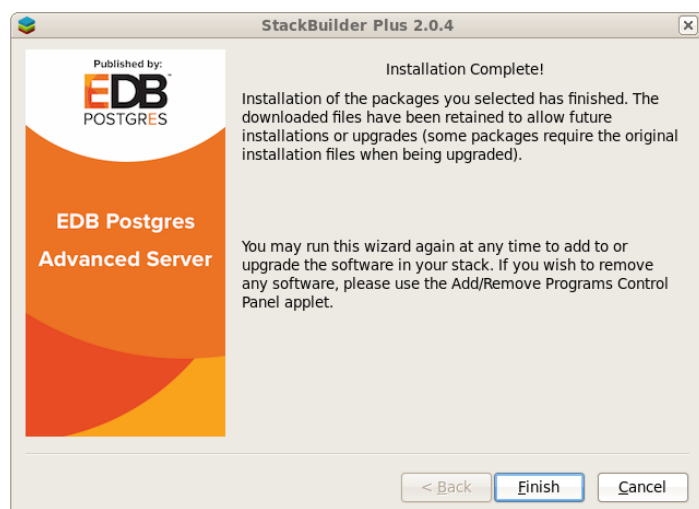 StackBuilder Plus 2.0.4
Published by:
EDB
POSTGRES
EDB Postgres
Advanced Server
Installation Complete!
Installation of the packages you selected has finished. The
downloaded files have been retained to allow future
installations or upgrades (some packages require the original
installation files when being upgraded).
You may run this wizard again at any time to add to or
upgrade the software in your stack. If you wish to remove
any software, please use the Add/Remove Programs Control
Panel applet.
< Back
Finish
Cancel